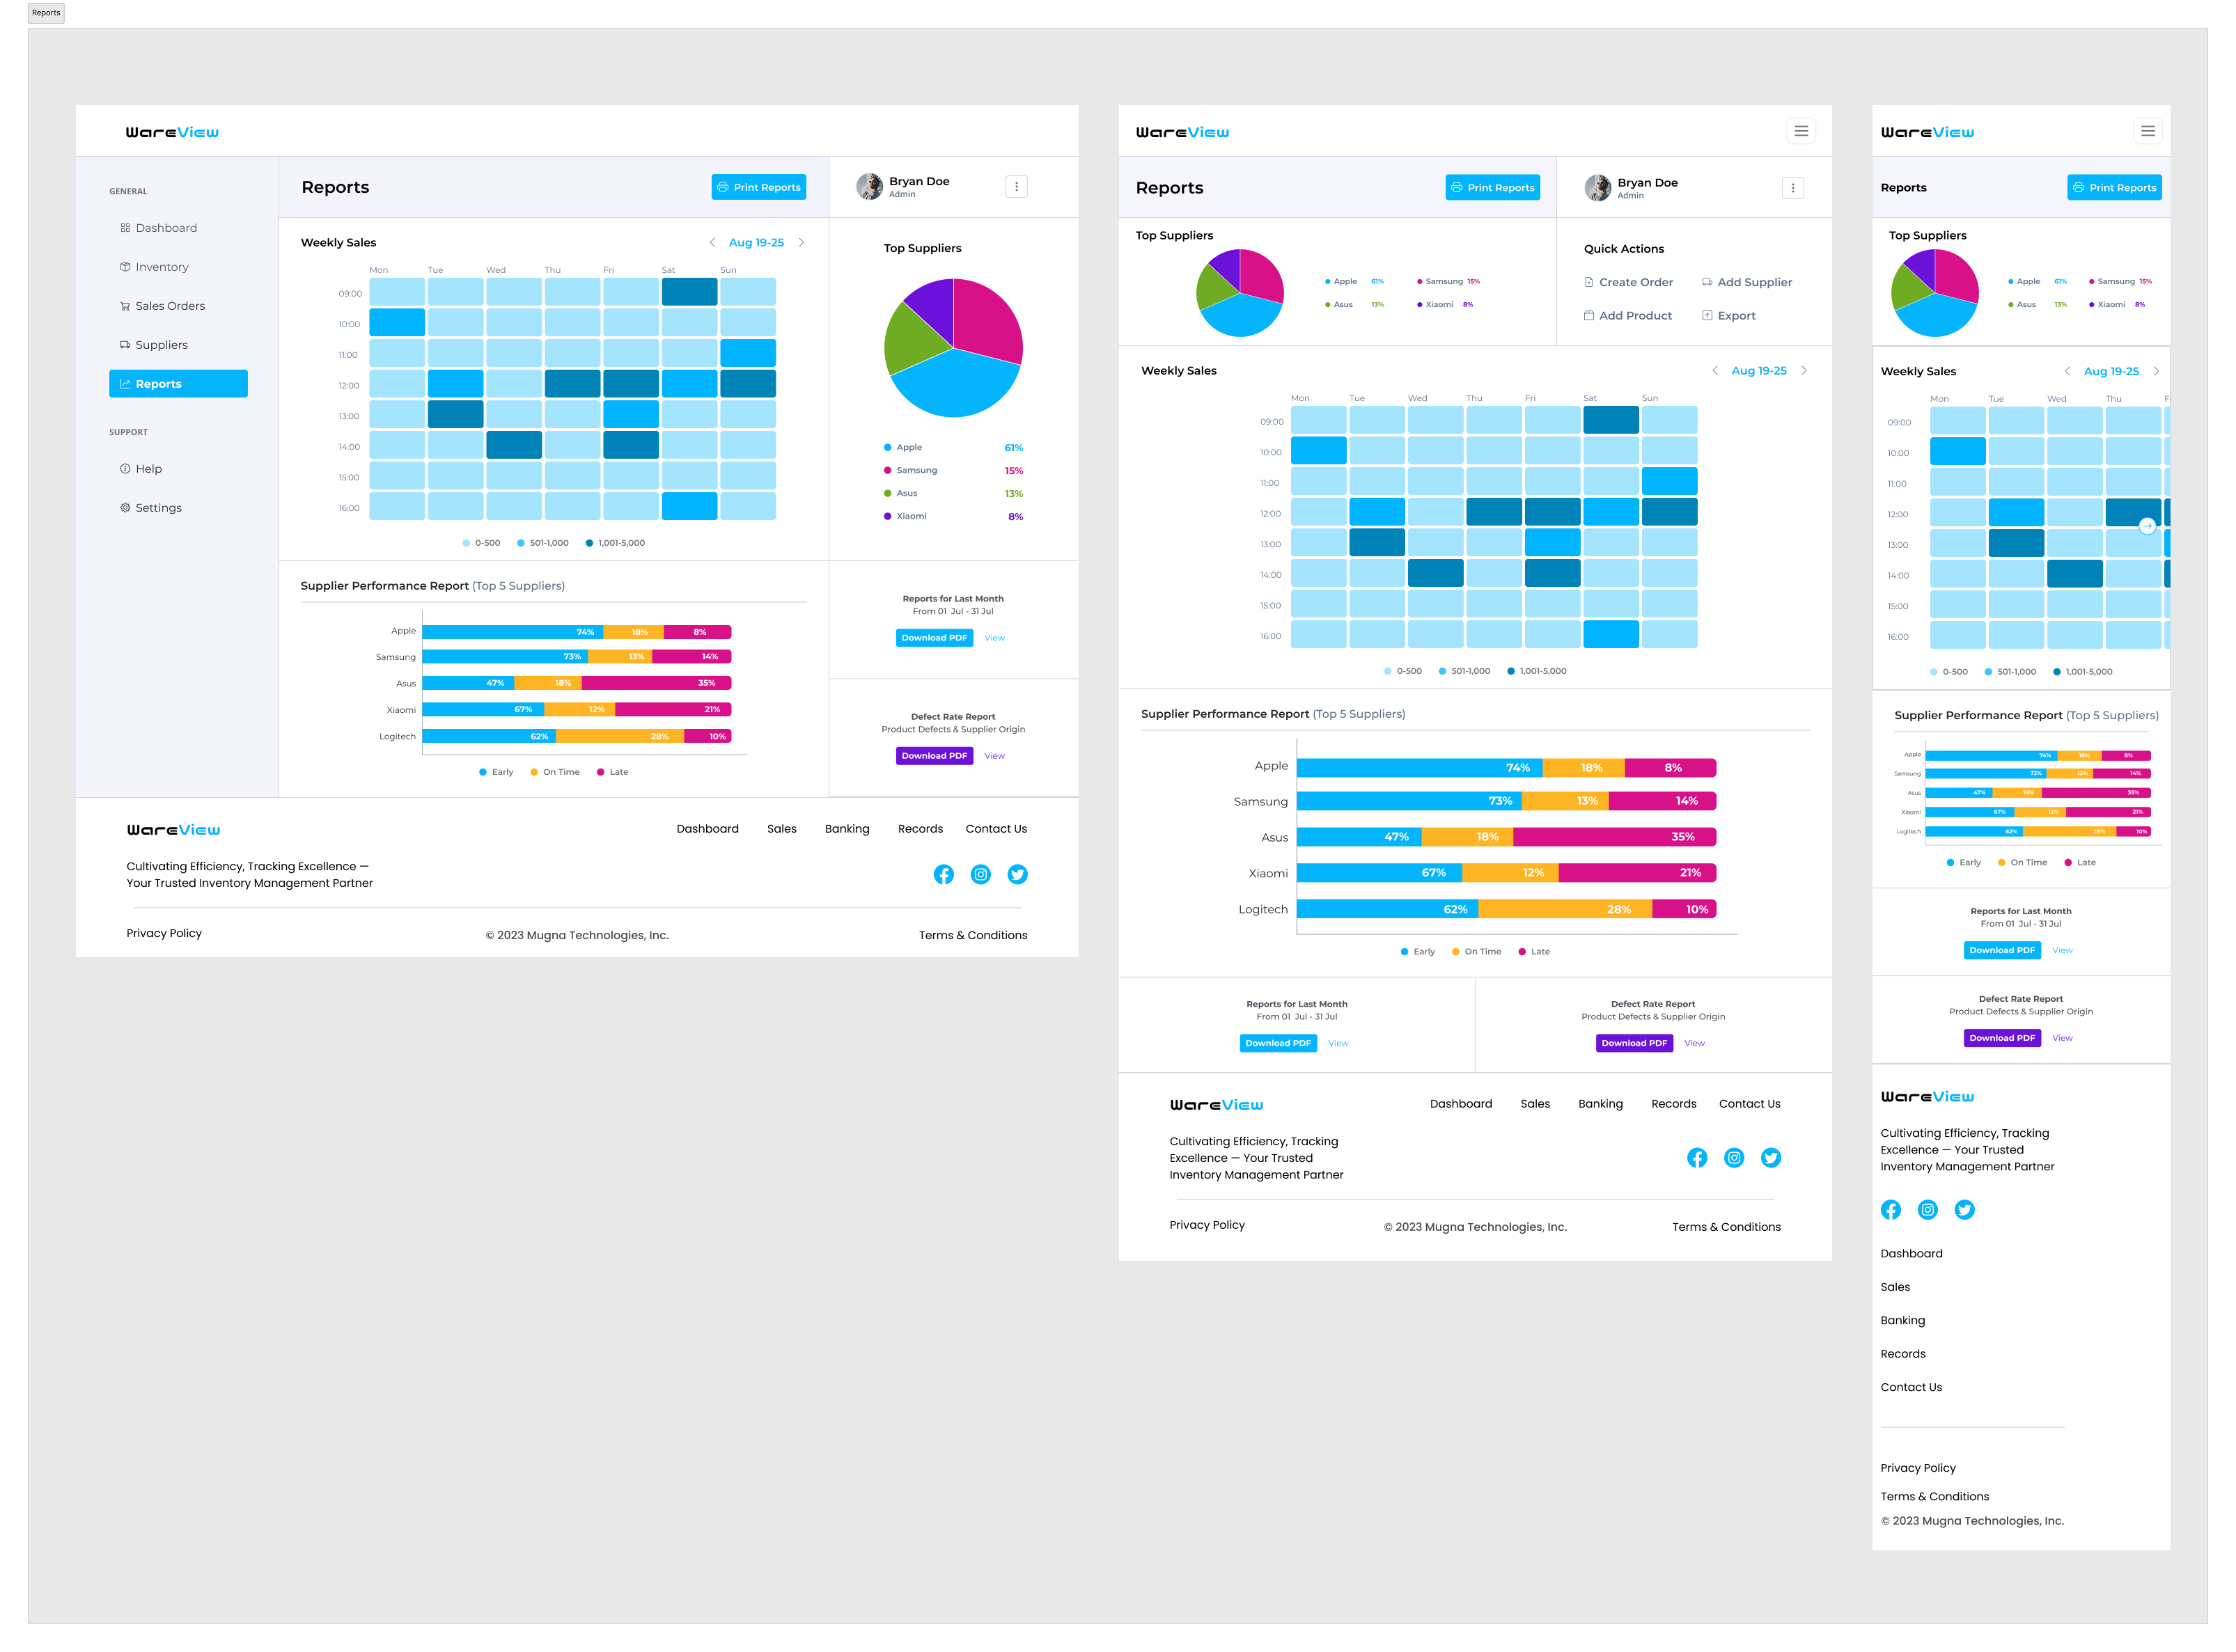 Reports
WareView
GENERAL
Dashboard
Inventory
Sales Orders
Suppliers
Reports
SUPPORT
Help
Settings
Reports
Print Reports
Bryan Doe
Admin
Weekly Sales
Aug 19-25
Mon Tue Wed Thu Fri Sat Sun
09:00
10:00
11:00
12:00
13:00
14:00
15:00
16:00
0-500 501-1,000 1,001-5,000
Top Suppliers
Apple 61%
Samsung 15%
Asus 13%
Xiaomi 8%
Supplier Performance Report (Top 5 Suppliers)
Apple 74% 18% 8%
Samsung 73% 13% 14%
Asus 47% 18% 35%
Xiaomi 67% 12% 21%
Logitech 62% 28% 10%
Early On Time Late
Reports for Last Month
From 01 Jul - 31 Jul
Download PDF View
Defect Rate Report
Product Defects & Supplier Origin
Download PDF View
WareView
Dashboard Sales Banking Records Contact Us
Cultivating Efficiency, Tracking Excellence —
Your Trusted Inventory Management Partner
Privacy Policy © 2023 Mugna Technologies, Inc. Terms & Conditions
WareView
Reports
Print Reports
Bryan Doe
Admin
Top Suppliers
Apple 61% Samsung 15%
Asus 13% Xiaomi 8%
Quick Actions
Create Order Add Supplier
Add Product Export
Weekly Sales
Aug 19-25
Mon Tue Wed Thu Fri Sat Sun
09:00
10:00
11:00
12:00
13:00
14:00
15:00
16:00
0-500 501-1,000 1,001-5,000
Supplier Performance Report (Top 5 Suppliers)
Apple 74% 18% 8%
Samsung 73% 13% 14%
Asus 47% 18% 35%
Xiaomi 67% 12% 21%
Logitech 62% 28% 10%
Early On Time Late
Reports for Last Month
From 01 Jul - 31 Jul
Download PDF View
Defect Rate Report
Product Defects & Supplier Origin
Download PDF View
WareView
Dashboard Sales Banking Records Contact Us
Cultivating Efficiency, Tracking
Excellence — Your Trusted
Inventory Management Partner
Privacy Policy © 2023 Mugna Technologies, Inc. Terms & Conditions
WareView
Reports
Print Reports
Top Suppliers
Apple 61% Samsung 15%
Asus 13% Xiaomi 8%
Weekly Sales
Aug 19-25
Mon Tue Wed Thu F
09:00
10:00
11:00
12:00
13:00
14:00
15:00
16:00
0-500 501-1,000 1,001-5,000
Supplier Performance Report (Top 5 Suppliers)
Apple 74% 18% 8%
Samsung 73% 13% 14%
Asus 47% 18% 35%
Xiaomi 67% 12% 21%
Logitech 62% 28% 10%
Early On Time Late
Reports for Last Month
From 01 Jul - 31 Jul
Download PDF View
Defect Rate Report
Product Defects & Supplier Origin
Download PDF View
WareView
Cultivating Efficiency, Tracking
Excellence — Your Trusted
Inventory Management Partner
Dashboard
Sales
Banking
Records
Contact Us
Privacy Policy
Terms & Conditions
© 2023 Mugna Technologies, Inc.